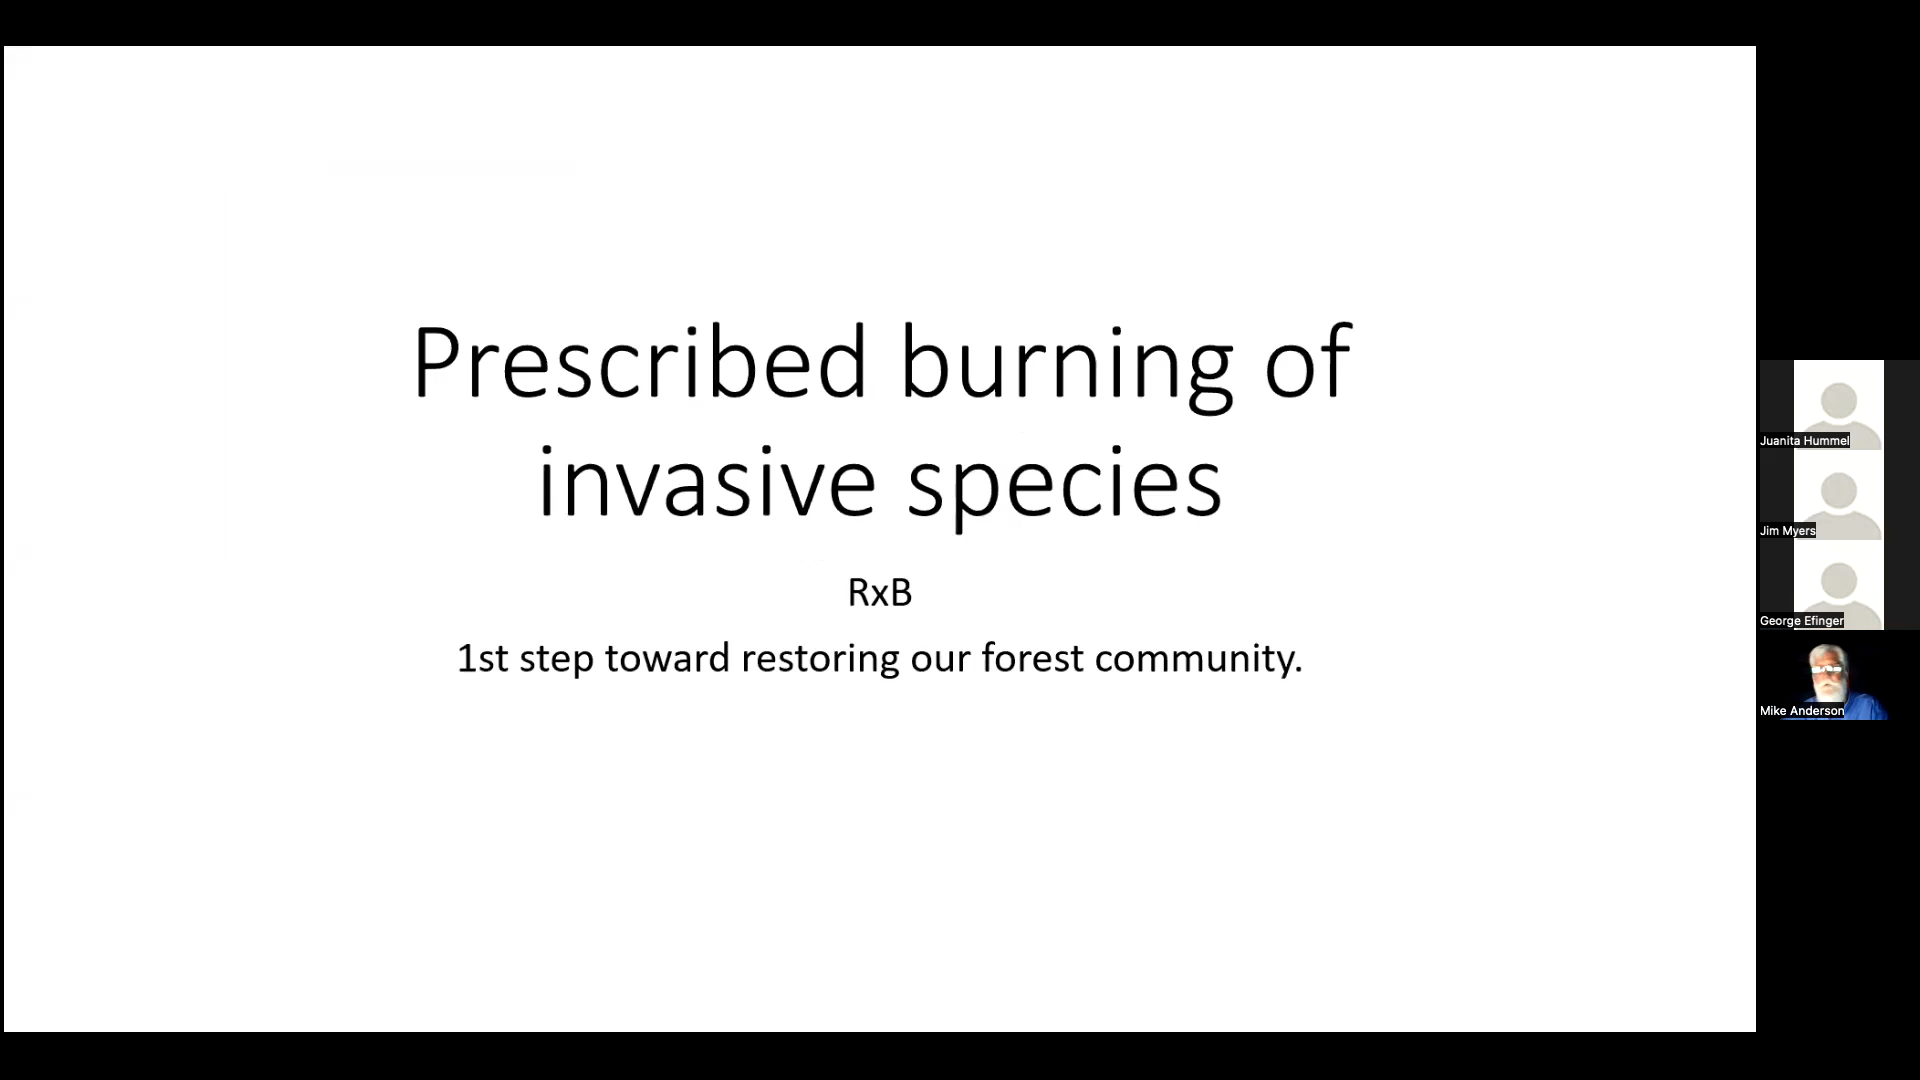 Prescribed burning of
invasive species
RxB
1st step toward restoring our forest community.
Juanita Hummel
Jim Myers
George Efinger
Mike Anderson